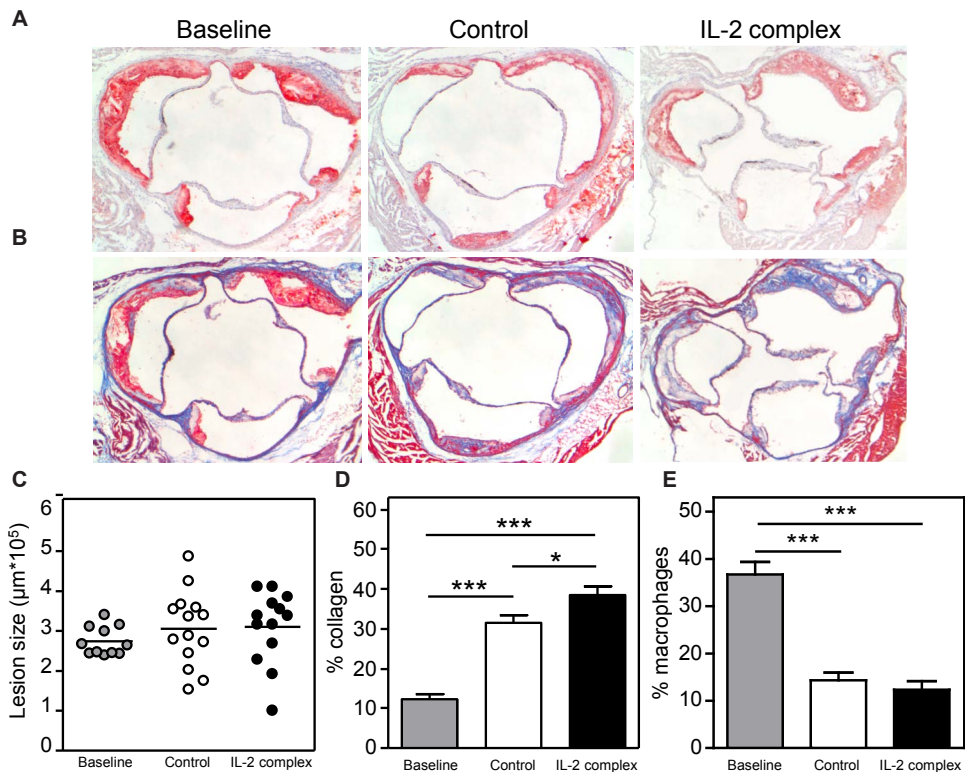 A
Baseline Control IL-2 complex
B
C
Lesion size (µm*10⁵)
6
5
4
3
2
1
0
Baseline Control IL-2 complex
D
% collagen
60
50
40
30
20
10
0
***
*
***
Baseline Control IL-2 complex
E
% macrophages
50
40
30
20
10
0
***
***
Baseline Control IL-2 complex